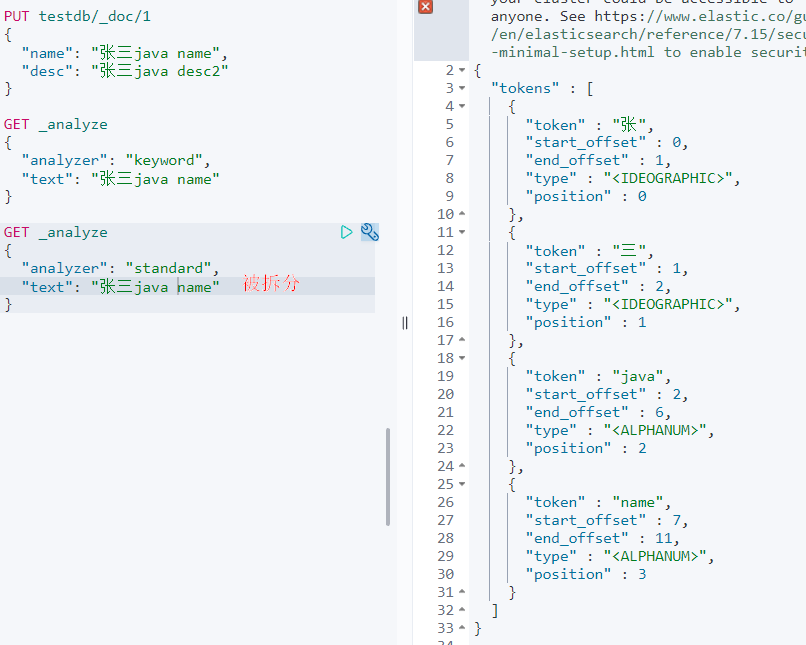 PUT testdb/_doc/1
{
  "name": "张三java name",
  "desc": "张三java desc2"
}
GET _analyze
{
  "analyzer": "keyword",
  "text": "张三java name"
}
GET _analyze
{
  "analyzer": "standard",
  "text": "张三java name" 被拆分
}
your cluster could be accessible to
anyone. See https://www.elastic.co/gu
/en/elasticsearch/reference/7.15/secu
-minimal-setup.html to enable securit
2 {
3   "tokens" : [
4     {
5       "token" : "张",
6       "start_offset" : 0,
7       "end_offset" : 1,
8       "type" : "<IDEOGRAPHIC>",
9       "position" : 0
10     },
11     {
12       "token" : "三",
13       "start_offset" : 1,
14       "end_offset" : 2,
15       "type" : "<IDEOGRAPHIC>",
16       "position" : 1
17     },
18     {
19       "token" : "java",
20       "start_offset" : 2,
21       "end_offset" : 6,
22       "type" : "<ALPHANUM>",
23       "position" : 2
24     },
25     {
26       "token" : "name",
27       "start_offset" : 7,
28       "end_offset" : 11,
29       "type" : "<ALPHANUM>",
30       "position" : 3
31     }
32   ]
33 }